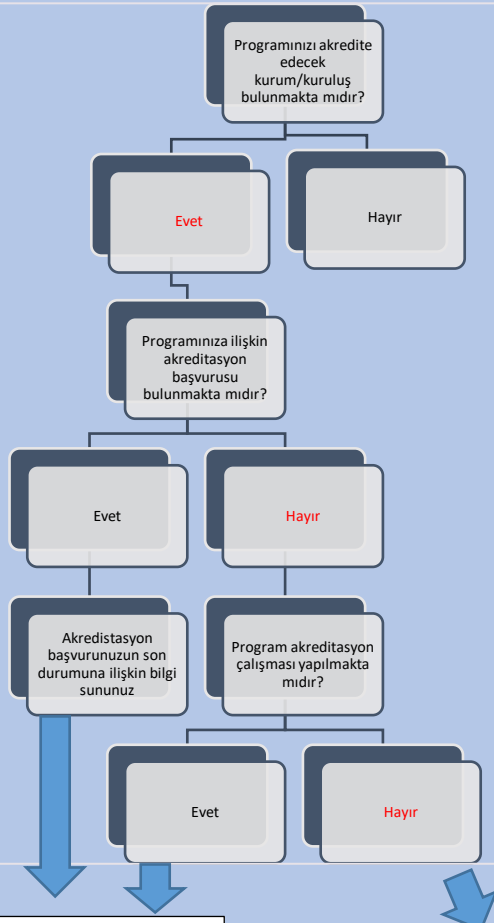 Programınızı akredite
edecek
kurum/kuruluş
bulunmakta mıdır?
Evet
Hayır
Programınıza ilişkin
akreditasyon
başvurusu
bulunmakta mıdır?
Evet
Hayır
Akredistasyon
başvurunuzun son
durumuna ilişkin bilgi
sununuz
Program akreditasyon
çalışması yapılmakta
mıdır?
Evet
Hayır